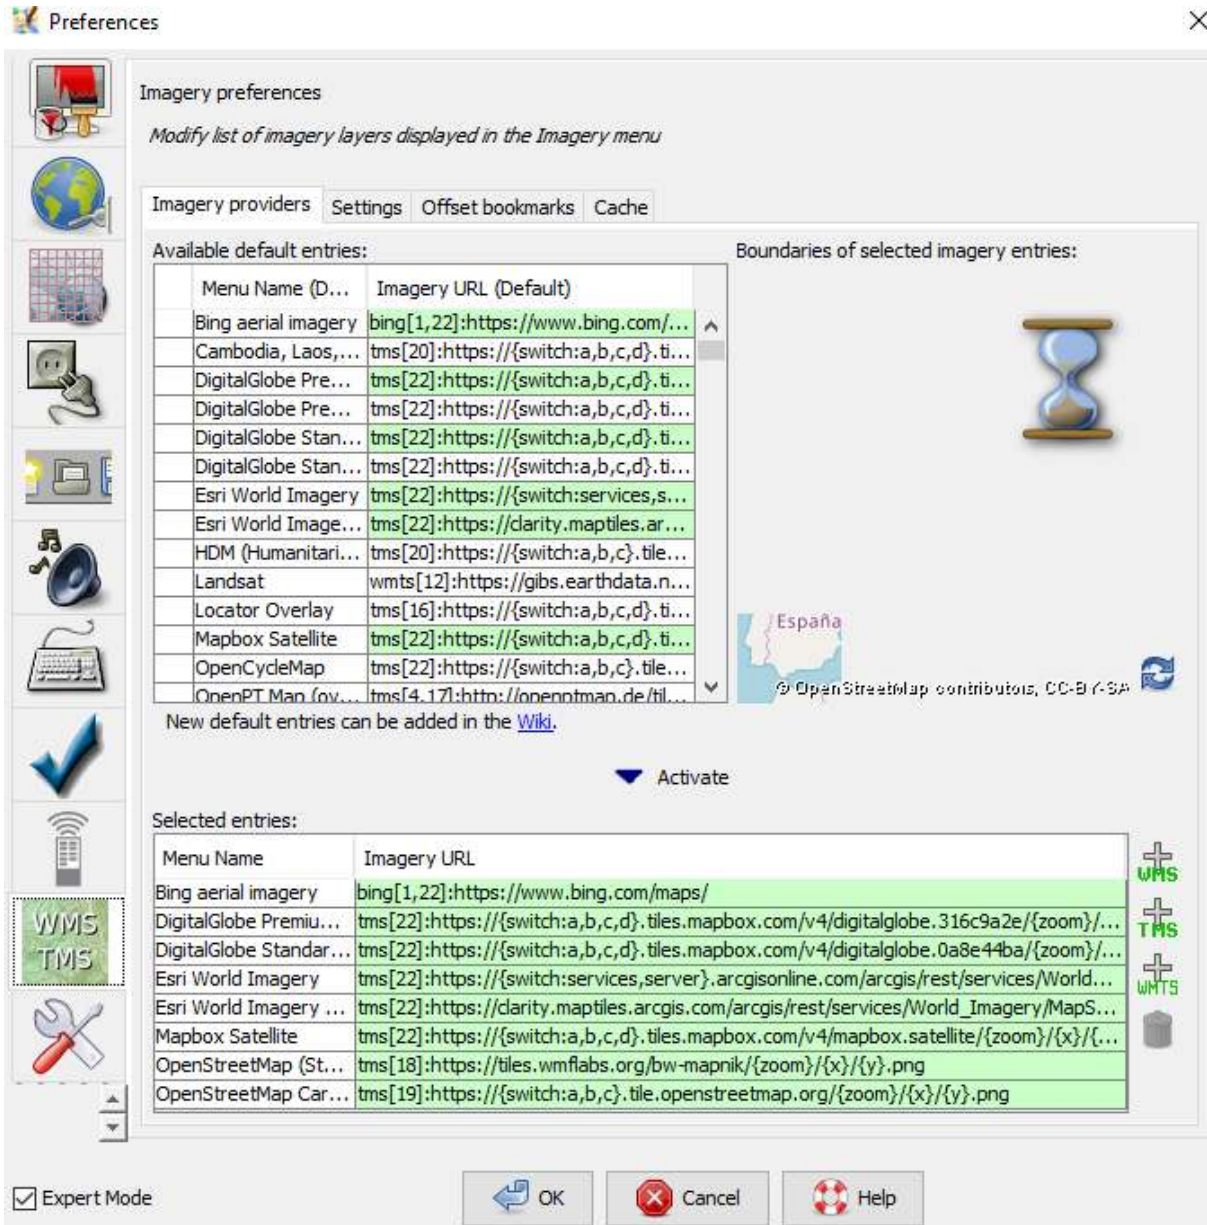 Preferences
Imagery preferences
Modify list of imagery layers displayed in the Imagery menu
Imagery providers Settings Offset bookmarks Cache
Available default entries:
Boundaries of selected imagery entries:
Menu Name (D... Imagery URL (Default)
Bing aerial imagery bing[1,22]:https://www.bing.com/...
Cambodia, Laos,... tms[20]:https://{switch:a,b,c,d}.ti...
DigitalGlobe Pre... tms[22]:https://{switch:a,b,c,d}.ti...
DigitalGlobe Pre... tms[22]:https://{switch:a,b,c,d}.ti...
DigitalGlobe Stan... tms[22]:https://{switch:a,b,c,d}.ti...
DigitalGlobe Stan... tms[22]:https://{switch:a,b,c,d}.ti...
Esri World Imagery tms[22]:https://{switch:services,s...
Esri World Image... tms[22]:https://clarity.maptiles.ar...
HDM (Humanitari... tms[20]:https://{switch:a,b,c}.tile...
Landsat wmts[12]:https://gibs.earthdata.n...
Locator Overlay tms[16]:https://{switch:a,b,c,d}.ti...
Mapbox Satellite tms[22]:https://{switch:a,b,c,d}.ti...
OpenCycleMap tms[22]:https://{switch:a,b,c}.tile...
OpenPT Map (ov... tms[4,17]:http://openptmap.de/til...
España
© OpenStreetMap contributors, CC-BY-SA
New default entries can be added in the Wiki.
Activate
Selected entries:
Menu Name Imagery URL
Bing aerial imagery bing[1,22]:https://www.bing.com/maps/
DigitalGlobe Premiu... tms[22]:https://{switch:a,b,c,d}.tiles.mapbox.com/v4/digitalglobe.316c9a2e/{zoom}/...
DigitalGlobe Standar... tms[22]:https://{switch:a,b,c,d}.tiles.mapbox.com/v4/digitalglobe.0a8e44ba/{zoom}/...
Esri World Imagery tms[22]:https://{switch:services,server}.arcgisonline.com/arcgis/rest/services/World...
Esri World Imagery ... tms[22]:https://clarity.maptiles.arcgis.com/arcgis/rest/services/World_Imagery/MapS...
Mapbox Satellite tms[22]:https://{switch:a,b,c,d}.tiles.mapbox.com/v4/mapbox.satellite/{zoom}/{x}/{...
OpenStreetMap (St... tms[18]:https://tiles.wmflabs.org/bw-mapnik/{zoom}/{x}/{y}.png
OpenStreetMap Car... tms[19]:https://{switch:a,b,c}.tile.openstreetmap.org/{zoom}/{x}/{y}.png
WMS
TMS
WMTS
WMS
TMS
Expert Mode
OK
Cancel
Help